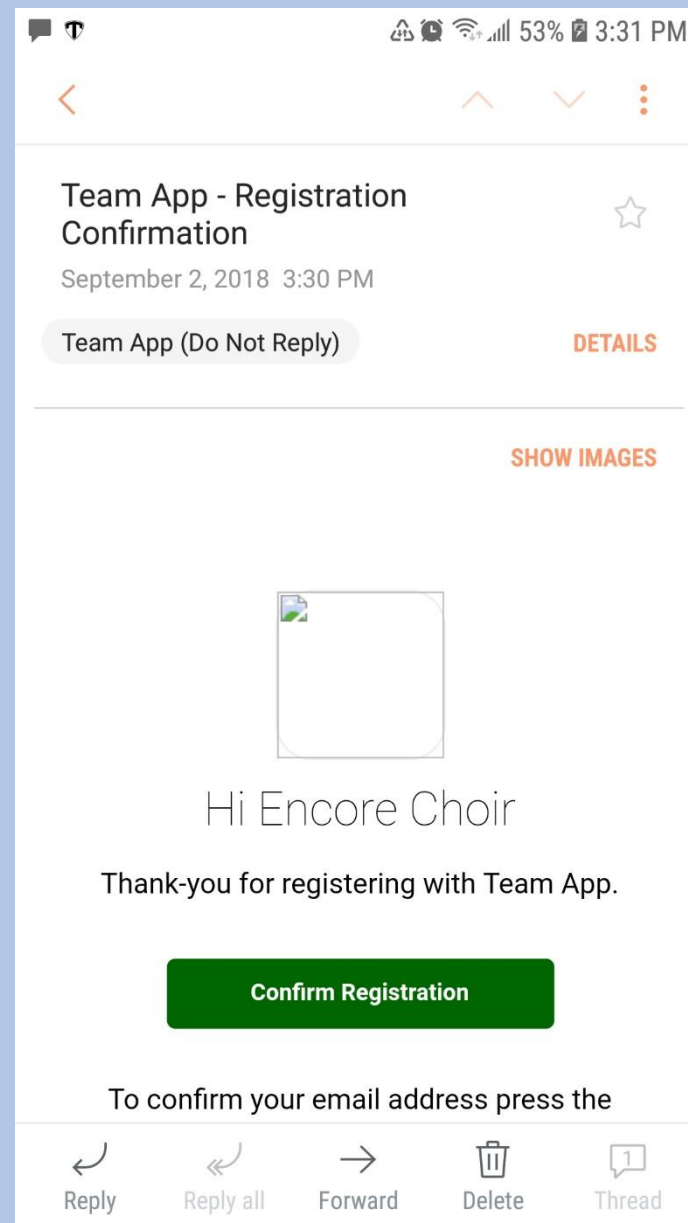 53% 3:31 PM
Team App - Registration
Confirmation
September 2, 2018 3:30 PM
Team App (Do Not Reply)
DETAILS
SHOW IMAGES
Hi Encore Choir
Thank-you for registering with Team App.
Confirm Registration
To confirm your email address press the
Reply Reply all Forward Delete 1 Thread